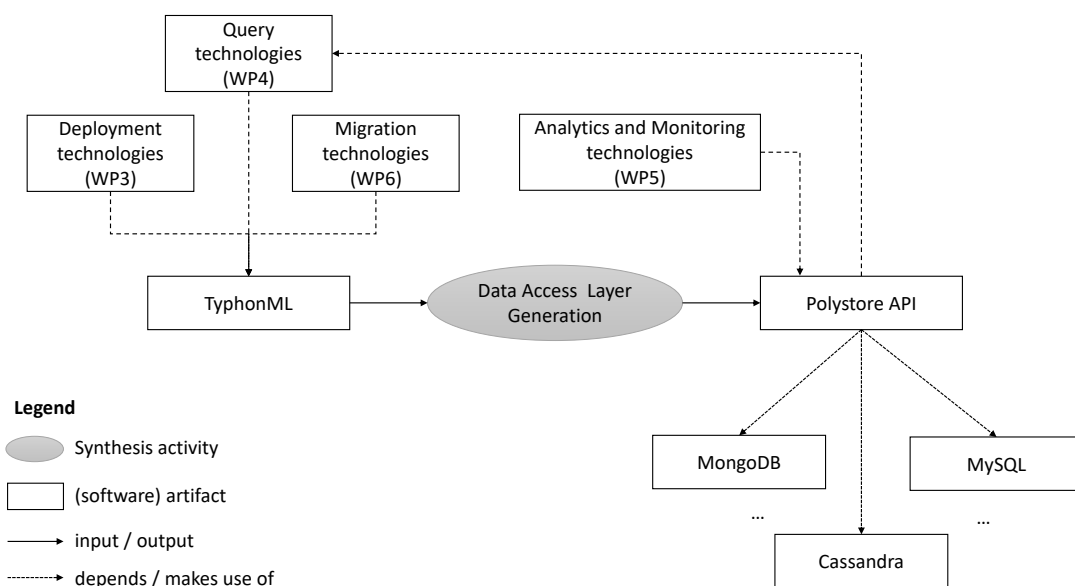 Query
technologies
(WP4)
Deployment
technologies
(WP3)
Migration
technologies
(WP6)
Analytics and Monitoring
technologies
(WP5)
TyphonML
Data Access Layer
Generation
Polystore API
Legend
Synthesis activity
(software) artifact
input / output
depends / makes use of
MongoDB
...
MySQL
...
Cassandra